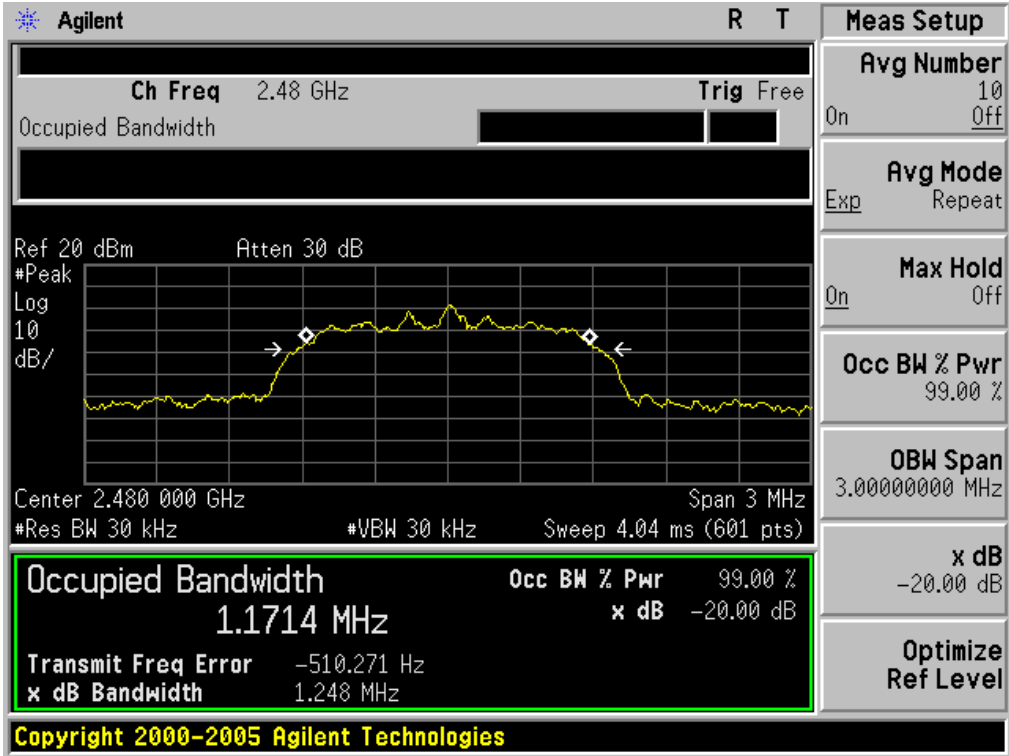 Agilent R T
Ch Freq 2.48 GHz Trig Free
Occupied Bandwidth
Ref 20 dBm Atten 30 dB
#Peak
Log
10
dB/
Center 2.480 000 GHz Span 3 MHz
#Res BW 30 kHz #VBW 30 kHz Sweep 4.04 ms (601 pts)
Occupied Bandwidth Occ BW % Pwr 99.00 %
1.1714 MHz x dB -20.00 dB
Transmit Freq Error -510.271 Hz
x dB Bandwidth 1.248 MHz
Copyright 2000-2005 Agilent Technologies
Meas Setup
Avg Number
10
On Off
Avg Mode
Exp Repeat
Max Hold
On Off
Occ BW % Pwr
99.00 %
OBW Span
3.00000000 MHz
x dB
-20.00 dB
Optimize
Ref Level